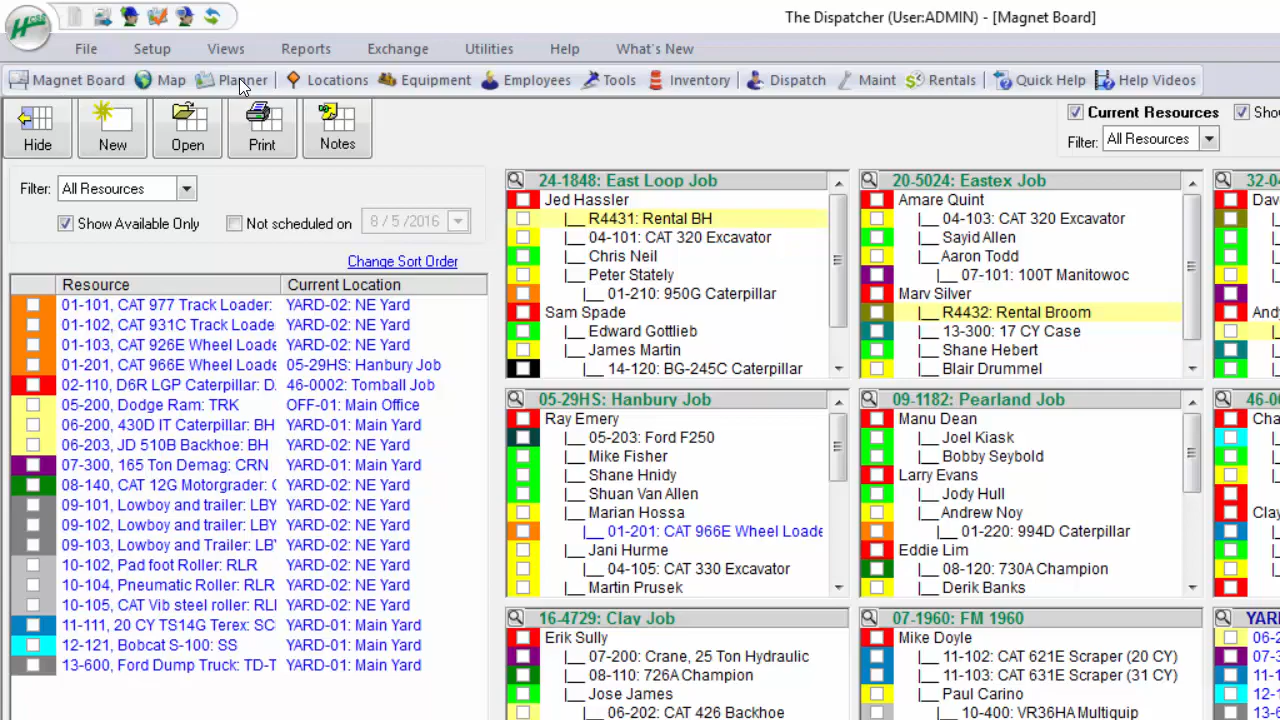 The Dispatcher (User:ADMIN) - [Magnet Board]
HCSS
File Setup Views Reports Exchange Utilities Help What's New
Magnet Board Map Planner Locations Equipment Employees Tools Inventory Dispatch Maint Rentals Quick Help Help Videos
Hide New Open Print Notes
Current Resources
Filter: All Resources
Filter: All Resources
Show Available Only Not scheduled on 8 / 5 /2016
Change Sort Order
Resource Current Location
01-101, CAT 977 Track Loader: YARD-02: NE Yard
01-102, CAT 931C Track Loade YARD-02: NE Yard
01-103, CAT 926E Wheel Loade YARD-02: NE Yard
01-201, CAT 966E Wheel Loade 05-29HS: Hanbury Job
02-110, D6R LGP Caterpillar: D. 46-0002: Tomball Job
05-200, Dodge Ram: TRK OFF-01: Main Office
06-200, 430D IT Caterpillar: BH YARD-01: Main Yard
06-203, JD 510B Backhoe: BH YARD-01: Main Yard
07-300, 165 Ton Demag: CRN YARD-01: Main Yard
08-140, CAT 12G Motorgrader: YARD-01: Main Yard
09-101, Lowboy and trailer: LBY YARD-02: NE Yard
09-102, Lowboy and trailer: LBY YARD-02: NE Yard
09-103, Lowboy and trailer: LBY YARD-02: NE Yard
10-102, Pad foot Roller: RLR YARD-02: NE Yard
10-104, Pneumatic Roller: RLR YARD-02: NE Yard
10-105, CAT Vib steel roller: RLI YARD-02: NE Yard
11-111, 20 CY TS14G Terex: SC YARD-01: Main Yard
12-121, Bobcat S-100: SS YARD-01: Main Yard
13-600, Ford Dump Truck: TD-T YARD-01: Main Yard
24-1848: East Loop Job
Jed Hassler
R4431: Rental BH
04-101: CAT 320 Excavator
Chris Neil
Peter Stately
01-210: 950G Caterpillar
Sam Spade
Edward Gottlieb
James Martin
14-120: BG-245C Caterpillar
20-5024: Eastex Job
Amare Quint
04-103: CAT 320 Excavator
Sayid Allen
Aaron Todd
07-101: 100T Manitowoc
Marv Silver
R4432: Rental Broom
13-300: 17 CY Case
Shane Hebert
Blair Drummel
05-29HS: Hanbury Job
Ray Emery
05-203: Ford F250
Mike Fisher
Shane Hnidy
Shuan Van Allen
Marian Hossa
01-201: CAT 966E Wheel Loade
Jani Hurme
04-105: CAT 330 Excavator
Martin Prusek
09-1182: Pearland Job
Manu Dean
Joel Kiask
Bobby Seybold
Larry Evans
Jody Hull
Andrew Noy
01-220: 994D Caterpillar
Eddie Lim
08-120: 730A Champion
Derik Banks
16-4729: Clay Job
Erik Sully
07-200: Crane, 25 Ton Hydraulic
08-110: 726A Champion
Jose James
06-202: CAT 426 Backhoe
07-1960: FM 1960
Mike Doyle
11-102: CAT 621E Scraper (20 CY)
11-103: CAT 631E Scraper (31 CY)
Paul Carino
10-400: VR36HA Multiquip